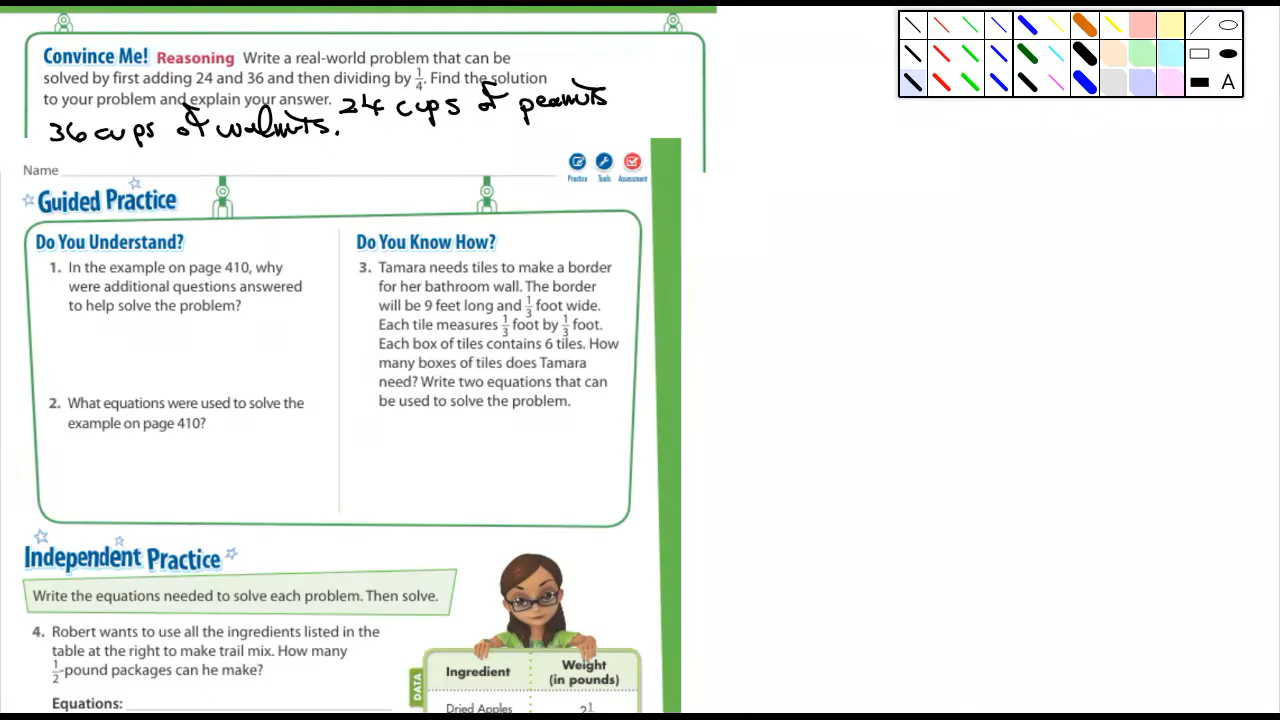 Convince Me! Reasoning Write a real-world problem that can be
solved by first adding 24 and 36 and then dividing by 1/4. Find the solution
to your problem and explain your answer. 24 cups of peanuts
36 cups of walnuts.
Name
Practice Tools Assessment
Guided Practice
Do You Understand?
1. In the example on page 410, why
were additional questions answered
to help solve the problem?
2. What equations were used to solve the
example on page 410?
Do You Know How?
3. Tamara needs tiles to make a border
for her bathroom wall. The border
will be 9 feet long and 1/3 foot wide.
Each tile measures 1/3 foot by 1/3 foot.
Each box of tiles contains 6 tiles. How
many boxes of tiles does Tamara
need? Write two equations that can
be used to solve the problem.
Independent Practice
Write the equations needed to solve each problem. Then solve.
4. Robert wants to use all the ingredients listed in the
table at the right to make trail mix. How many
1/2-pound packages can he make?
Equations:
DATA
Ingredient Weight
(in pounds)
Dried Apples
A